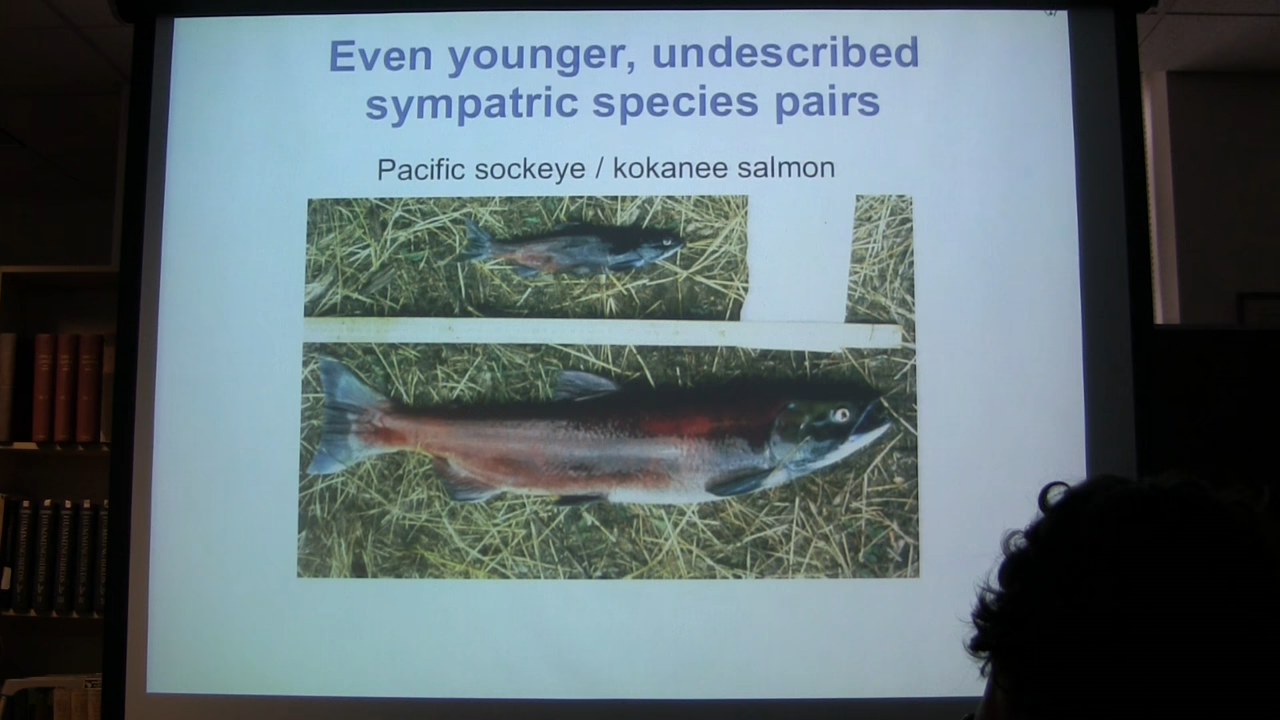 Even younger, undescribed
sympatric species pairs
Pacific sockeye / kokanee salmon